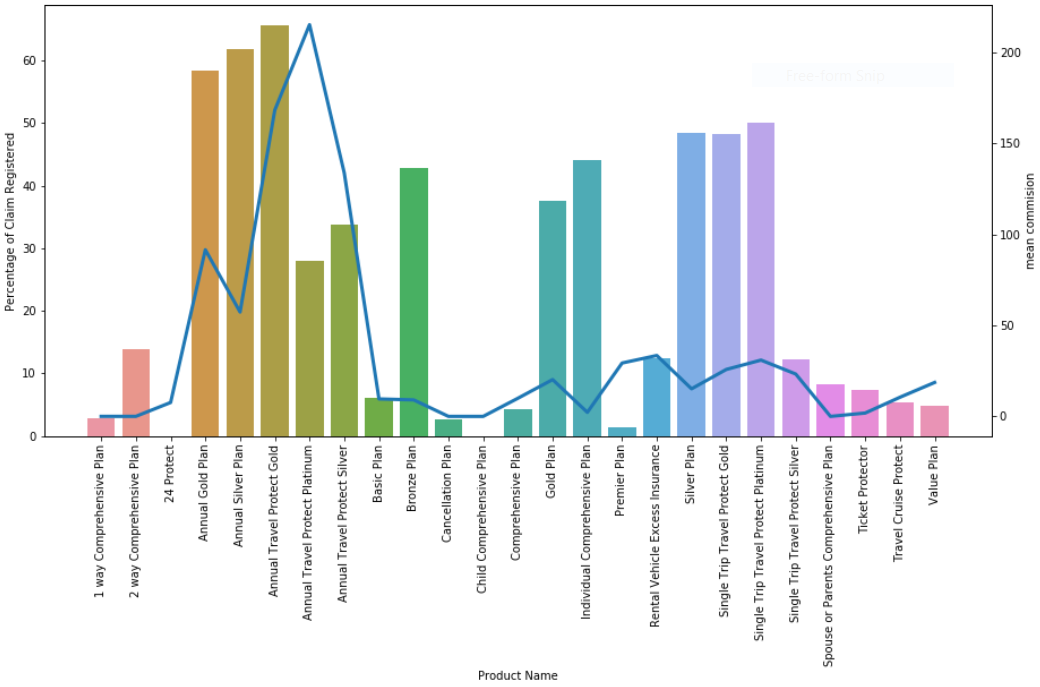 Free-form Snip
60
50
40
30
20
10
0
200
150
100
50
0
Percentage of Claim Registered
mean commision
1 way Comprehensive Plan
2 way Comprehensive Plan
24 Protect
Annual Gold Plan
Annual Silver Plan
Annual Travel Protect Gold
Annual Travel Protect Platinum
Annual Travel Protect Silver
Basic Plan
Bronze Plan
Cancellation Plan
Child Comprehensive Plan
Comprehensive Plan
Gold Plan
Individual Comprehensive Plan
Premier Plan
Rental Vehicle Excess Insurance
Silver Plan
Single Trip Travel Protect Gold
Single Trip Travel Protect Platinum
Single Trip Travel Protect Silver
Spouse or Parents Comprehensive Plan
Ticket Protector
Travel Cruise Protect
Value Plan
Product Name